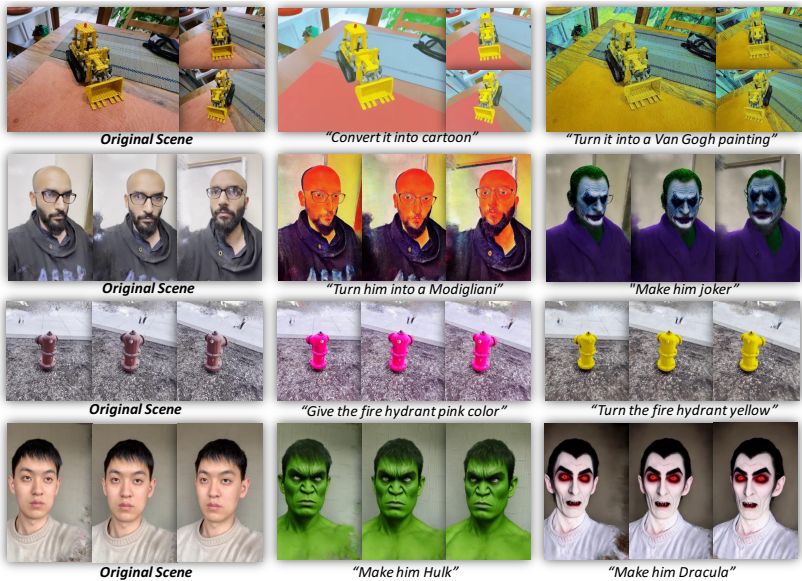 Original Scene
“Convert it into cartoon”
“Turn it into a Van Gogh painting”
Original Scene
“Turn him into a Modigliani”
"Make him joker”
Original Scene
“Give the fire hydrant pink color”
“Turn the fire hydrant yellow”
Original Scene
“Make him Hulk”
“Make him Dracula”